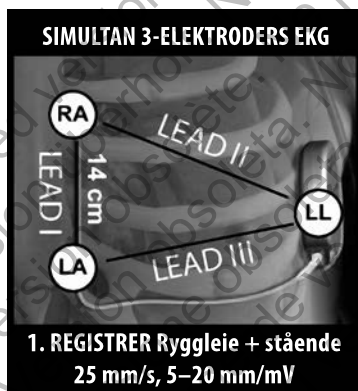 SIMULTAN 3-ELEKTRODERS EKG
RA
LEAD II
LEAD I
14 cm
LL
LA
LEAD III
1. REGISTRER Ryggleie + stående
25 mm/s, 5–20 mm/mV